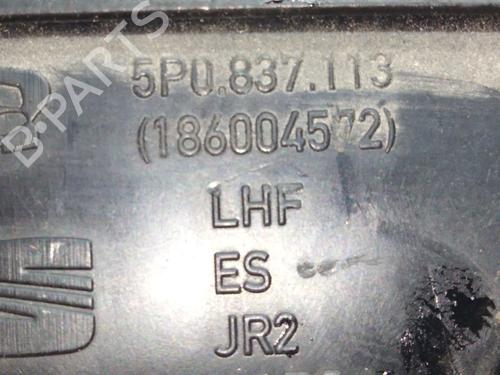 B-PARTS
5P0.837.113
(186004572)
LHF
ES
JR2